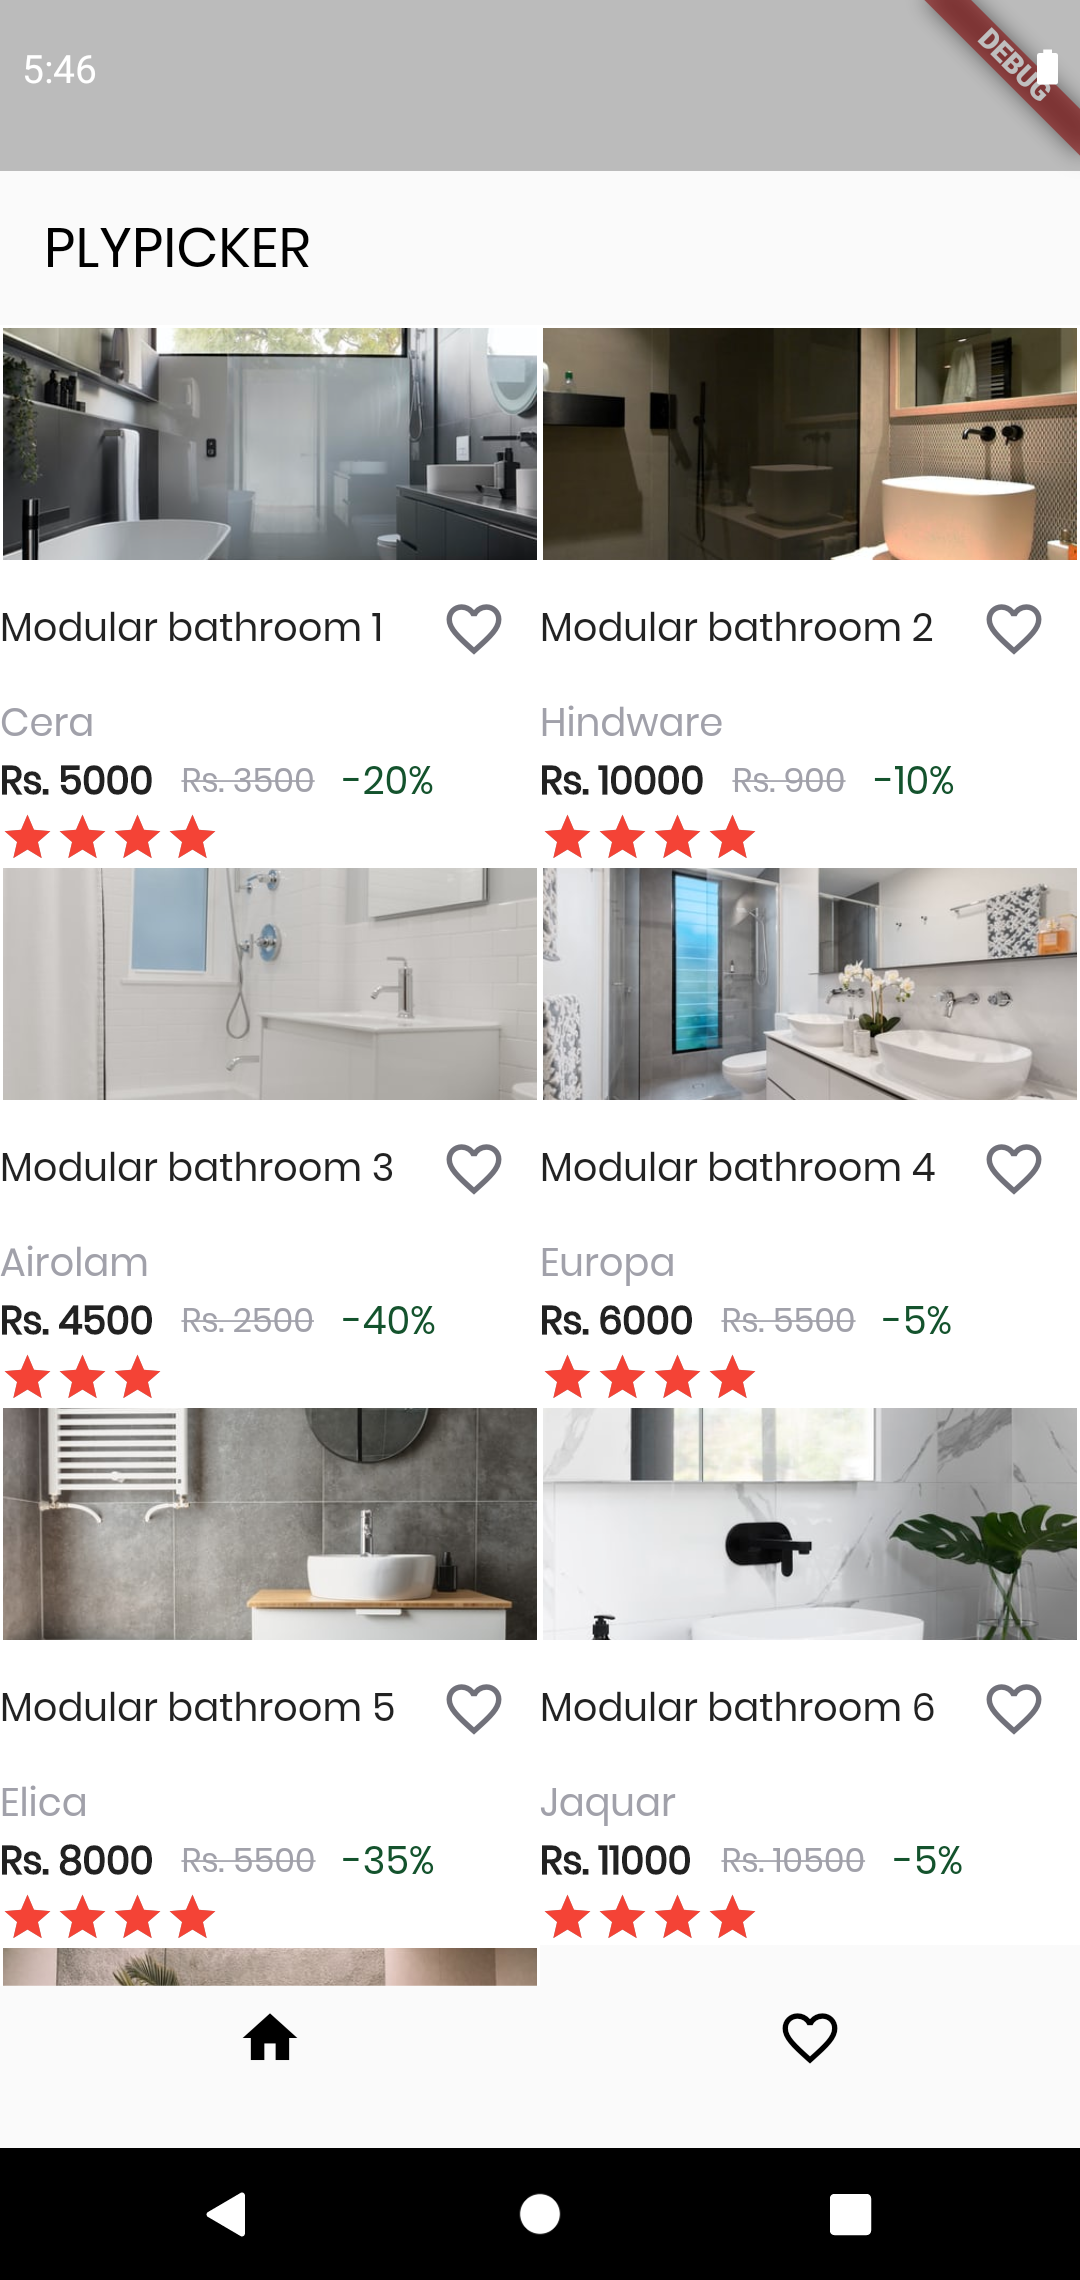 5:46
DEBUG
PLYPICKER
Modular bathroom 1
Modular bathroom 2
Cera
Hindware
Rs. 5000 Rs. 3500 -20%
Rs. 10000 Rs. 900 -10%
Modular bathroom 3
Modular bathroom 4
Airolam
Europa
Rs. 4500 Rs. 2500 -40%
Rs. 6000 Rs. 5500 -5%
Modular bathroom 5
Modular bathroom 6
Elica
Jaquar
Rs. 8000 Rs. 5500 -35%
Rs. 11000 Rs. 10500 -5%